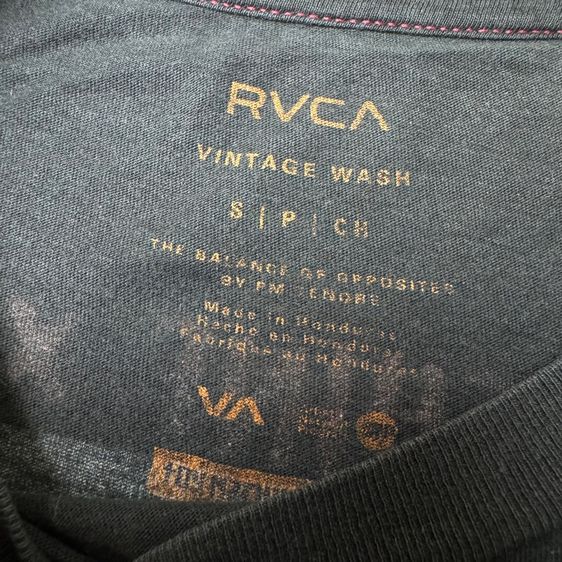 RVCA
VINTAGE WASH
S | P | CH
THE BALANCE OF OPPOSITES
BY PM TENORE
Made in Honduras
Hecho en Honduras
Fabriqué au Honduras
VA